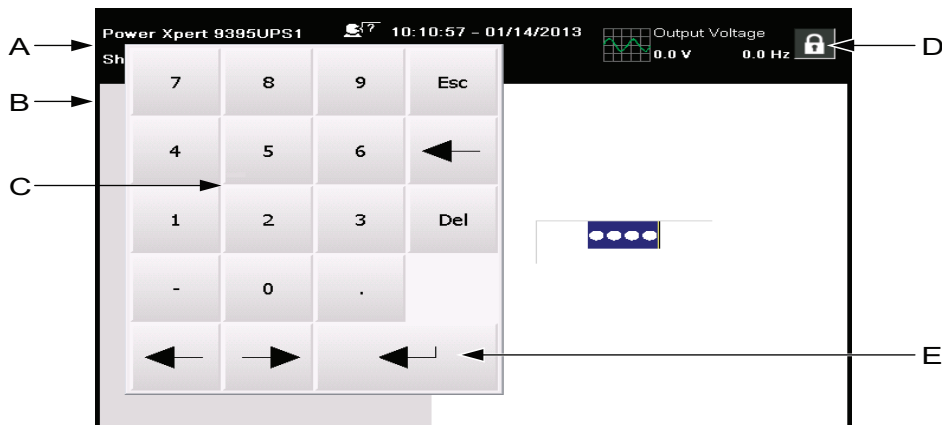 A
Power Xpert 9395UPS1 10:10:57 - 01/14/2013 Output Voltage
Sh 0.0 V 0.0 Hz
D
B
C
7 8 9 Esc
4 5 6
1 2 3 Del
- 0 .
E